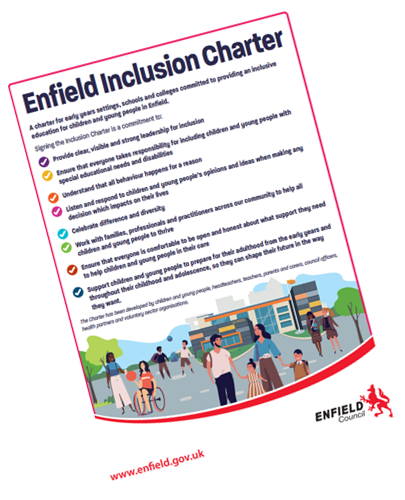 Enfield Inclusion Charter
A charter for early years settings, schools and colleges committed to providing an inclusive
education for children and young people in Enfield.
Signing the Inclusion Charter is a commitment to:
Provide clear, visible and strong leadership for inclusion
Ensure that everyone takes responsibility for including children and young people with
special educational needs and disabilities
Understand that all behaviour happens for a reason
Listen and respond to children and young people's opinions and ideas when making any
decision which impacts on their lives
Celebrate difference and diversity
Work with families, professionals and practitioners across our community to help all
children and young people to thrive
Ensure that everyone is comfortable to be open and honest about what support they need
to help children and young people in their care
Support children and young people to prepare for their adulthood from the early years and
throughout their childhood and adolescence, so they can shape their future in the way
they want.
The Charter has been developed by children and young people, headteachers, teachers, parents and carers, council officers,
health partners and voluntary sector organisations.
ENFIELD
Council
www.enfield.gov.uk